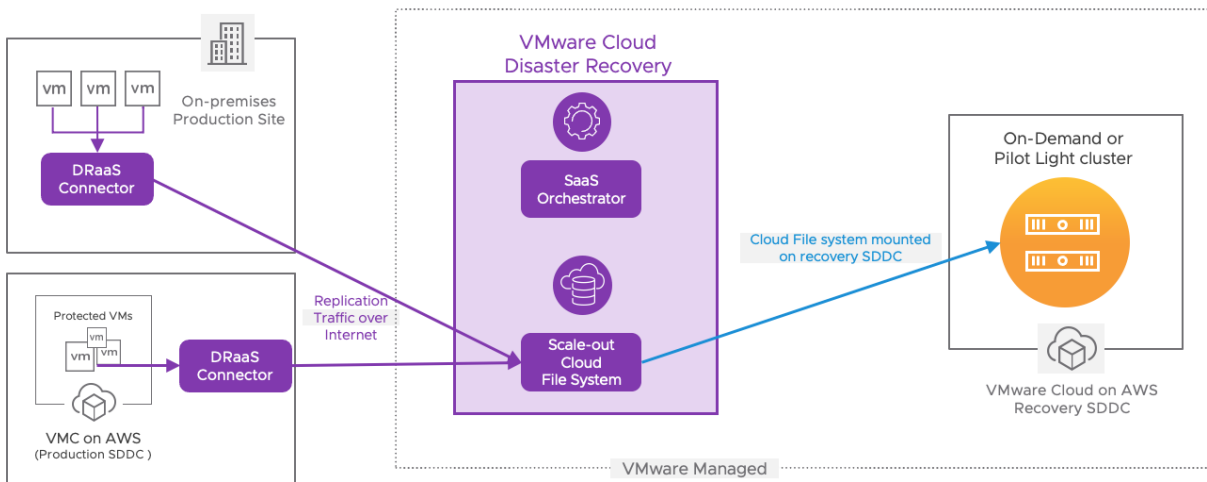 vm
vm
vm
On-premises
Production Site
DRaaS
Connector
Protected VMs
vm
vm
vm
VMC on AWS
(Production SDDC )
DRaaS
Connector
Replication
Traffic over
Internet
VMware Cloud
Disaster Recovery
SaaS
Orchestrator
Scale-out
Cloud
File System
Cloud File system mounted
on recovery SDDC
On-Demand or
Pilot Light cluster
VMware Cloud on AWS
Recovery SDDC
VMware Managed